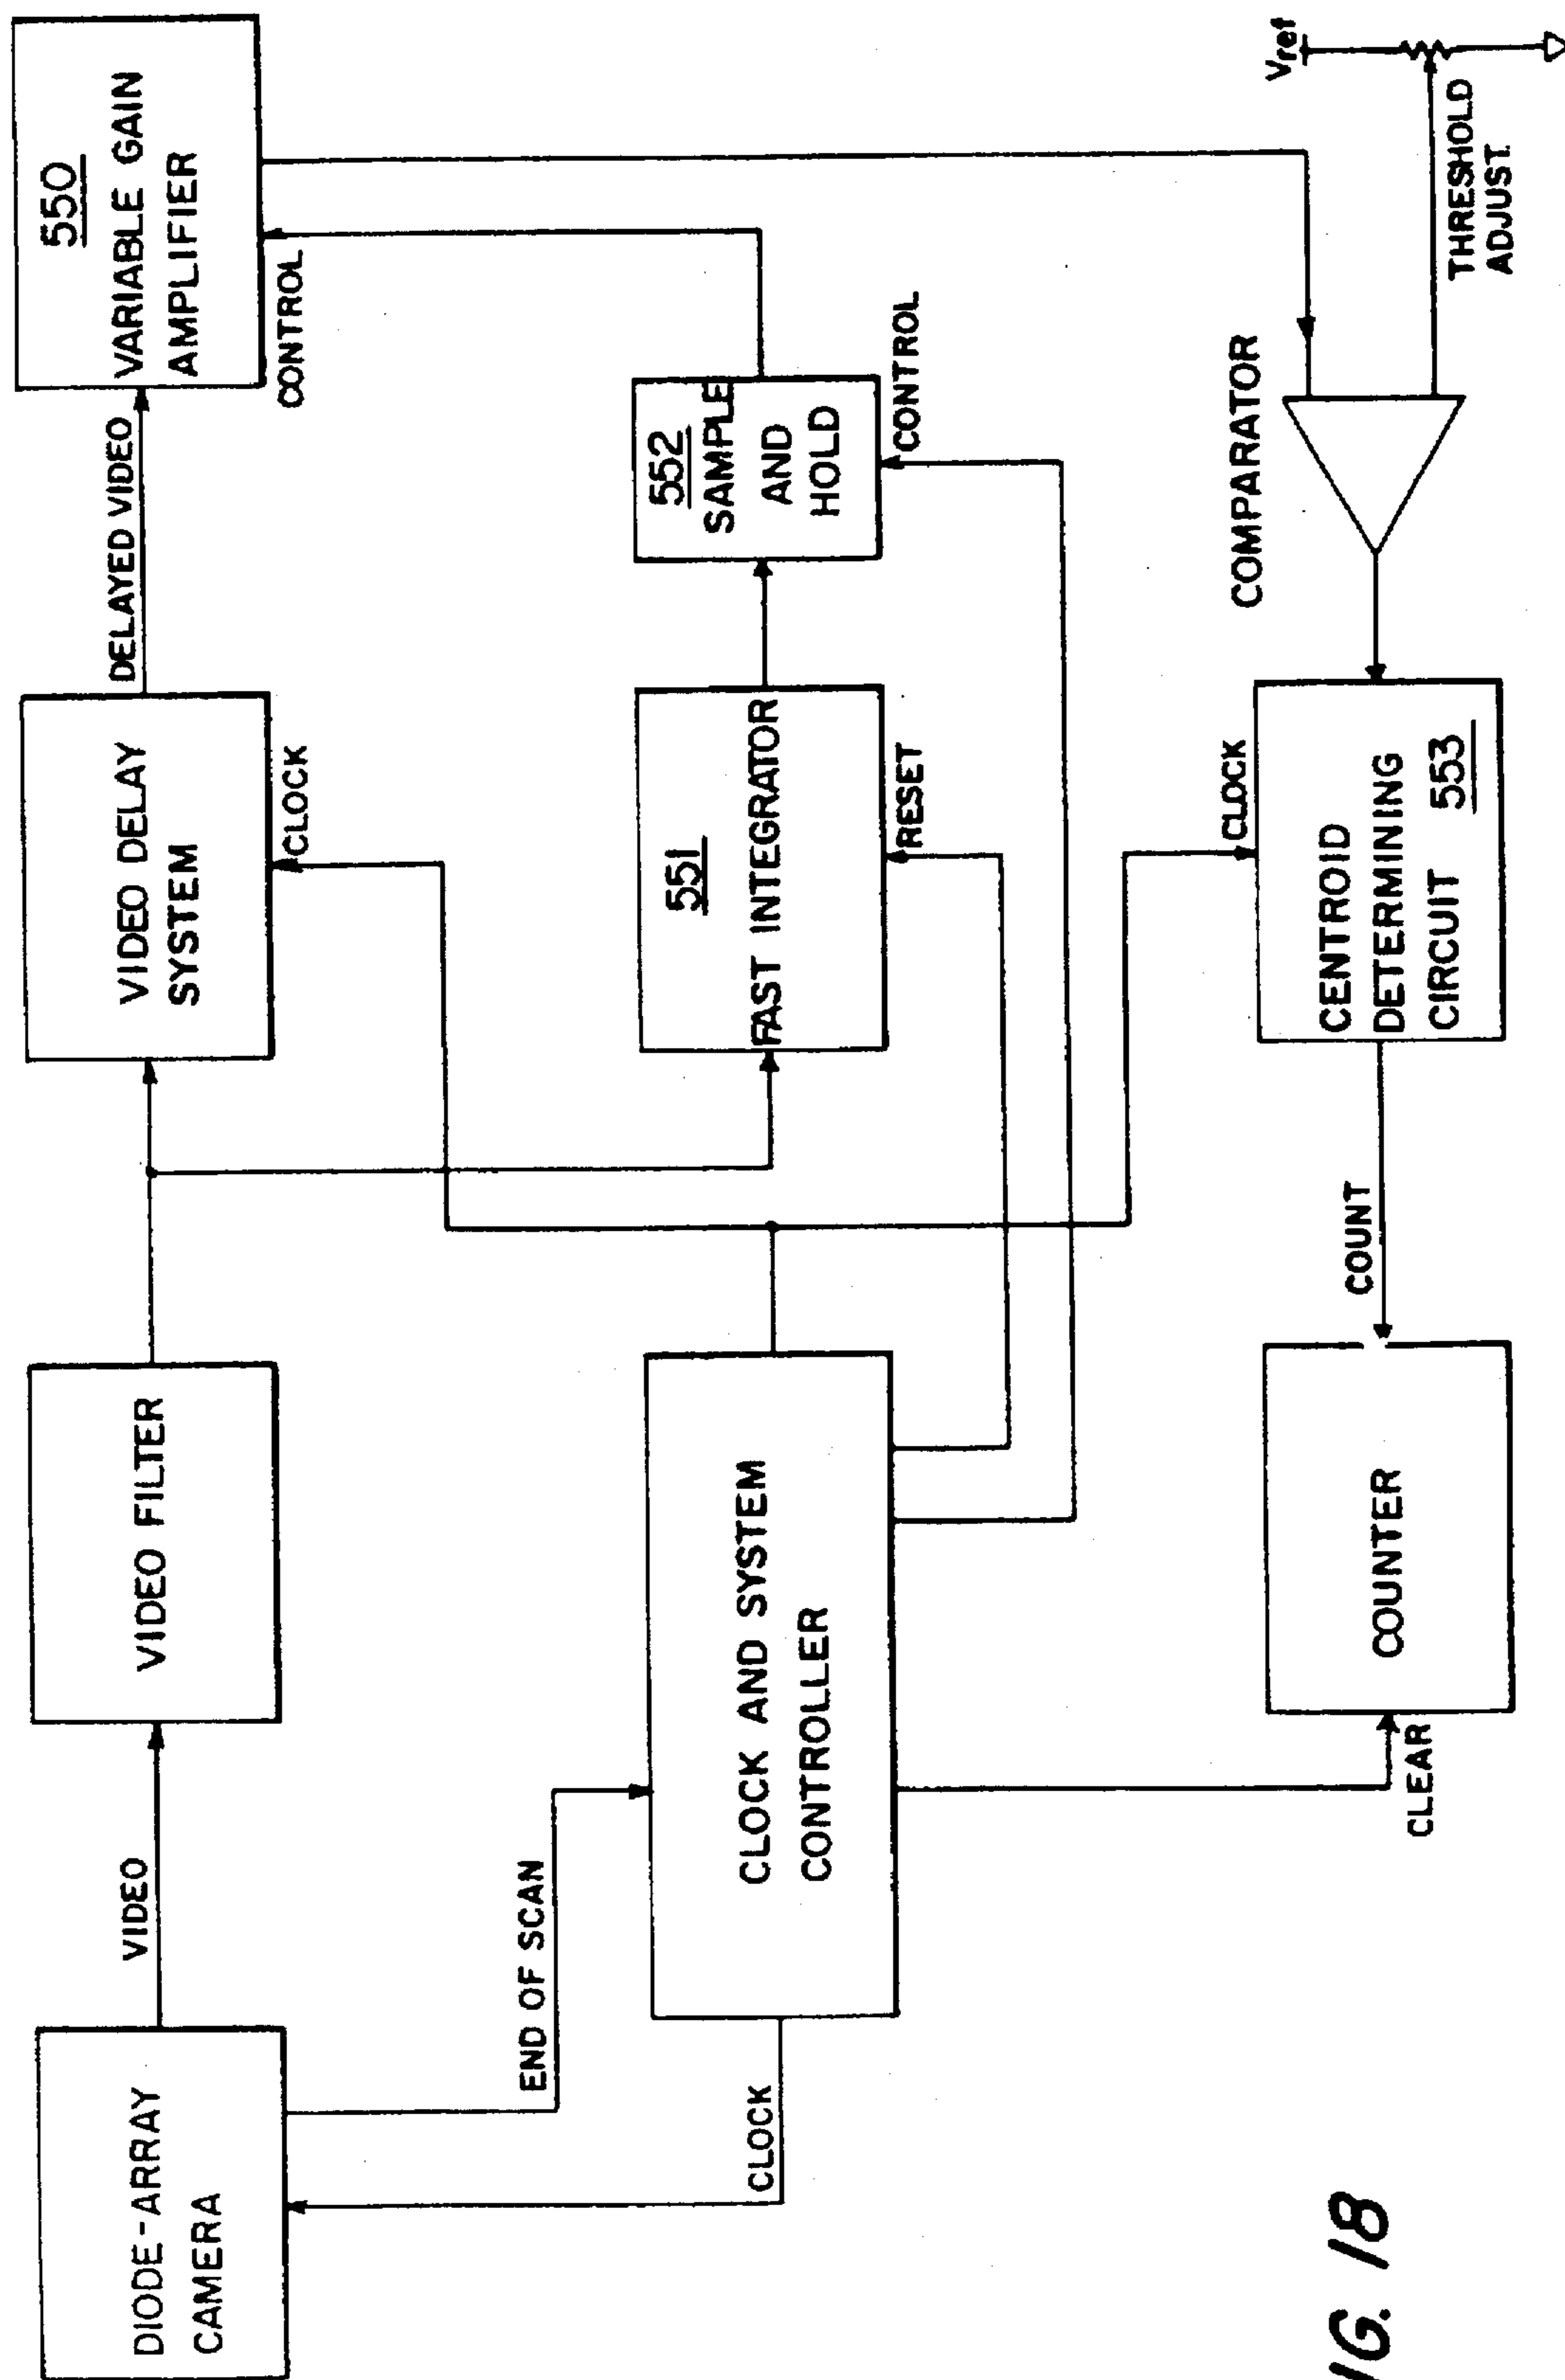 DIODE-ARRAY
CAMERA
VIDEO
VIDEO FILTER
VIDEO DELAY
SYSTEM
DELAYED VIDEO
550
VARIABLE GAIN
AMPLIFIER
CLOCK
CONTROL
END OF SCAN
CLOCK
CLOCK AND SYSTEM
CONTROLLER
551
FAST INTEGRATOR
RESET
552
SAMPLE
AND
HOLD
CONTROL
CLEAR
COUNTER
COUNT
CLOCK
CENTROID
DETERMINING
CIRCUIT 553
COMPARATOR
Vref
THRESHOLD
ADJUST.
IG. 18